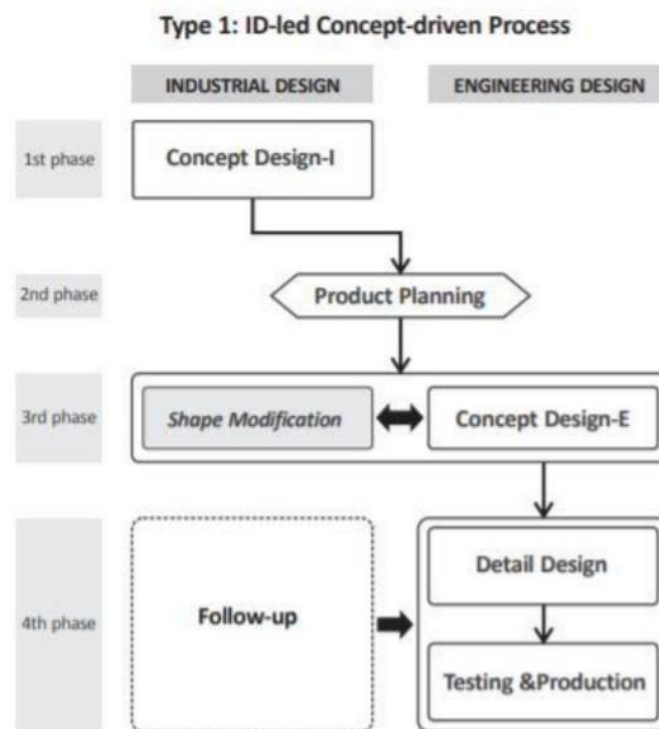 Type 1: ID-led Concept-driven Process
INDUSTRIAL DESIGN
ENGINEERING DESIGN
1st phase
Concept Design-I
2nd phase
Product Planning
3rd phase
Shape Modification
Concept Design-E
4th phase
Follow-up
Detail Design
Testing &Production